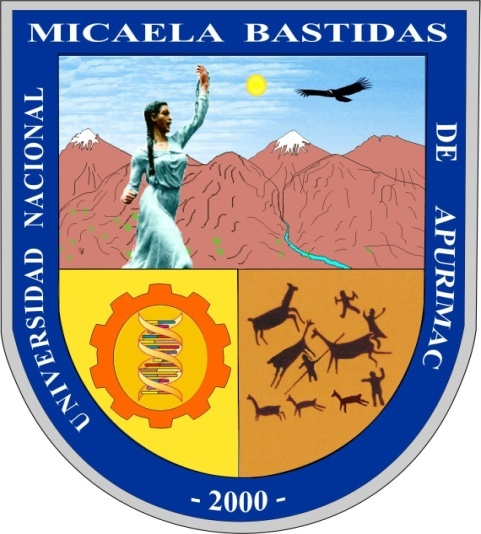 UNIVERSIDAD NACIONAL
MICAELA BASTIDAS
DE APURIMAC
- 2000 -